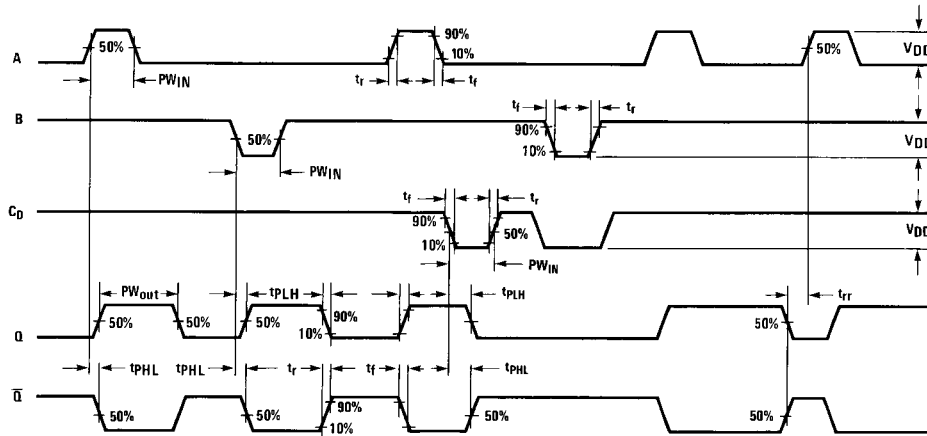 A
50%
PWIN
90%
10%
tr
tf
50%
VDD
B
50%
PWIN
tf
tr
90%
10%
VDD
CD
tf
tr
90%
10%
50%
PWIN
VDD
Q
PWout
50%
50%
tPLH
50%
90%
10%
tPLH
50%
trr
Q
tPHL
50%
tPHL
50%
tr
90%
10%
tf
tPHL
50%
50%